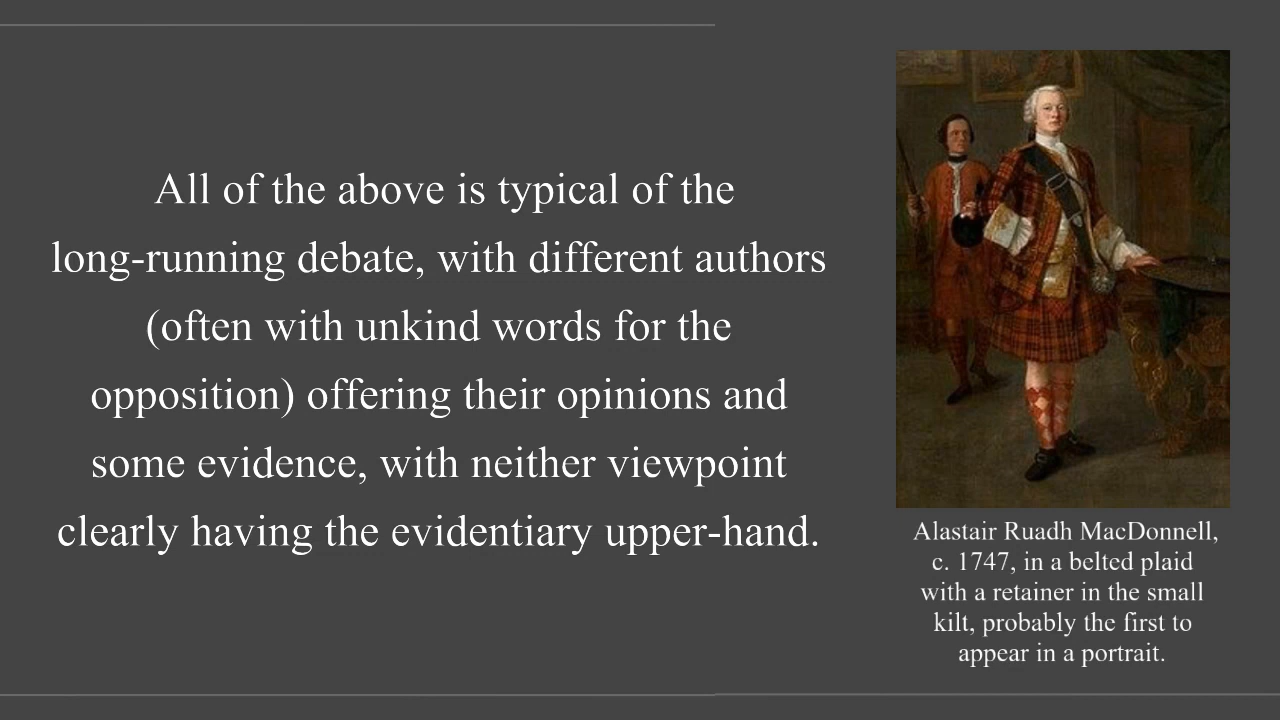 All of the above is typical of the
long-running debate, with different authors
(often with unkind words for the
opposition) offering their opinions and
some evidence, with neither viewpoint
clearly having the evidentiary upper-hand.
Alastair Ruadh MacDonnell,
c. 1747, in a belted plaid
with a retainer in the small
kilt, probably the first to
appear in a portrait.